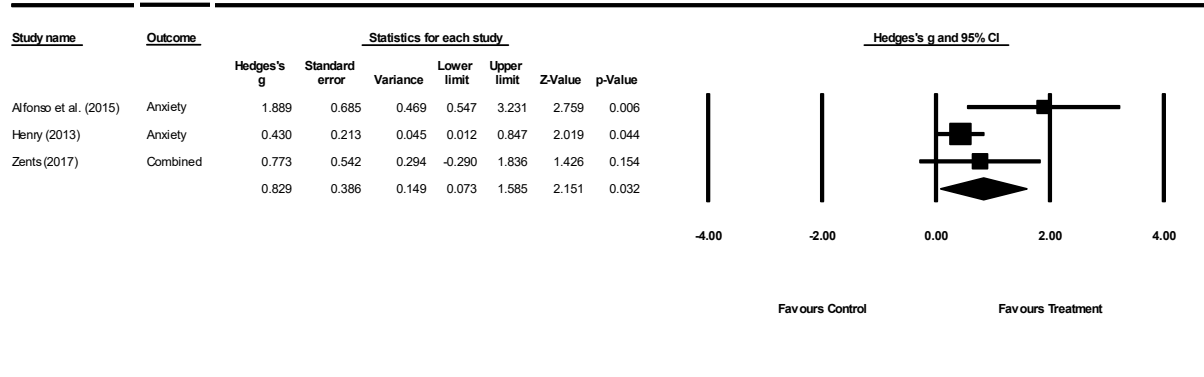 Study name Outcome Statistics for each study Hedges's g and 95% CI
Hedges's Standard Lower Upper
g error Variance limit limit Z-Value p-Value
Alfonso et al. (2015) Anxiety 1.889 0.685 0.469 0.547 3.231 2.759 0.006
Henry (2013) Anxiety 0.430 0.213 0.045 0.012 0.847 2.019 0.044
Zents (2017) Combined 0.773 0.542 0.294 -0.290 1.836 1.426 0.154
0.829 0.386 0.149 0.073 1.585 2.151 0.032
-4.00 -2.00 0.00 2.00 4.00
Favours Control Favours Treatment